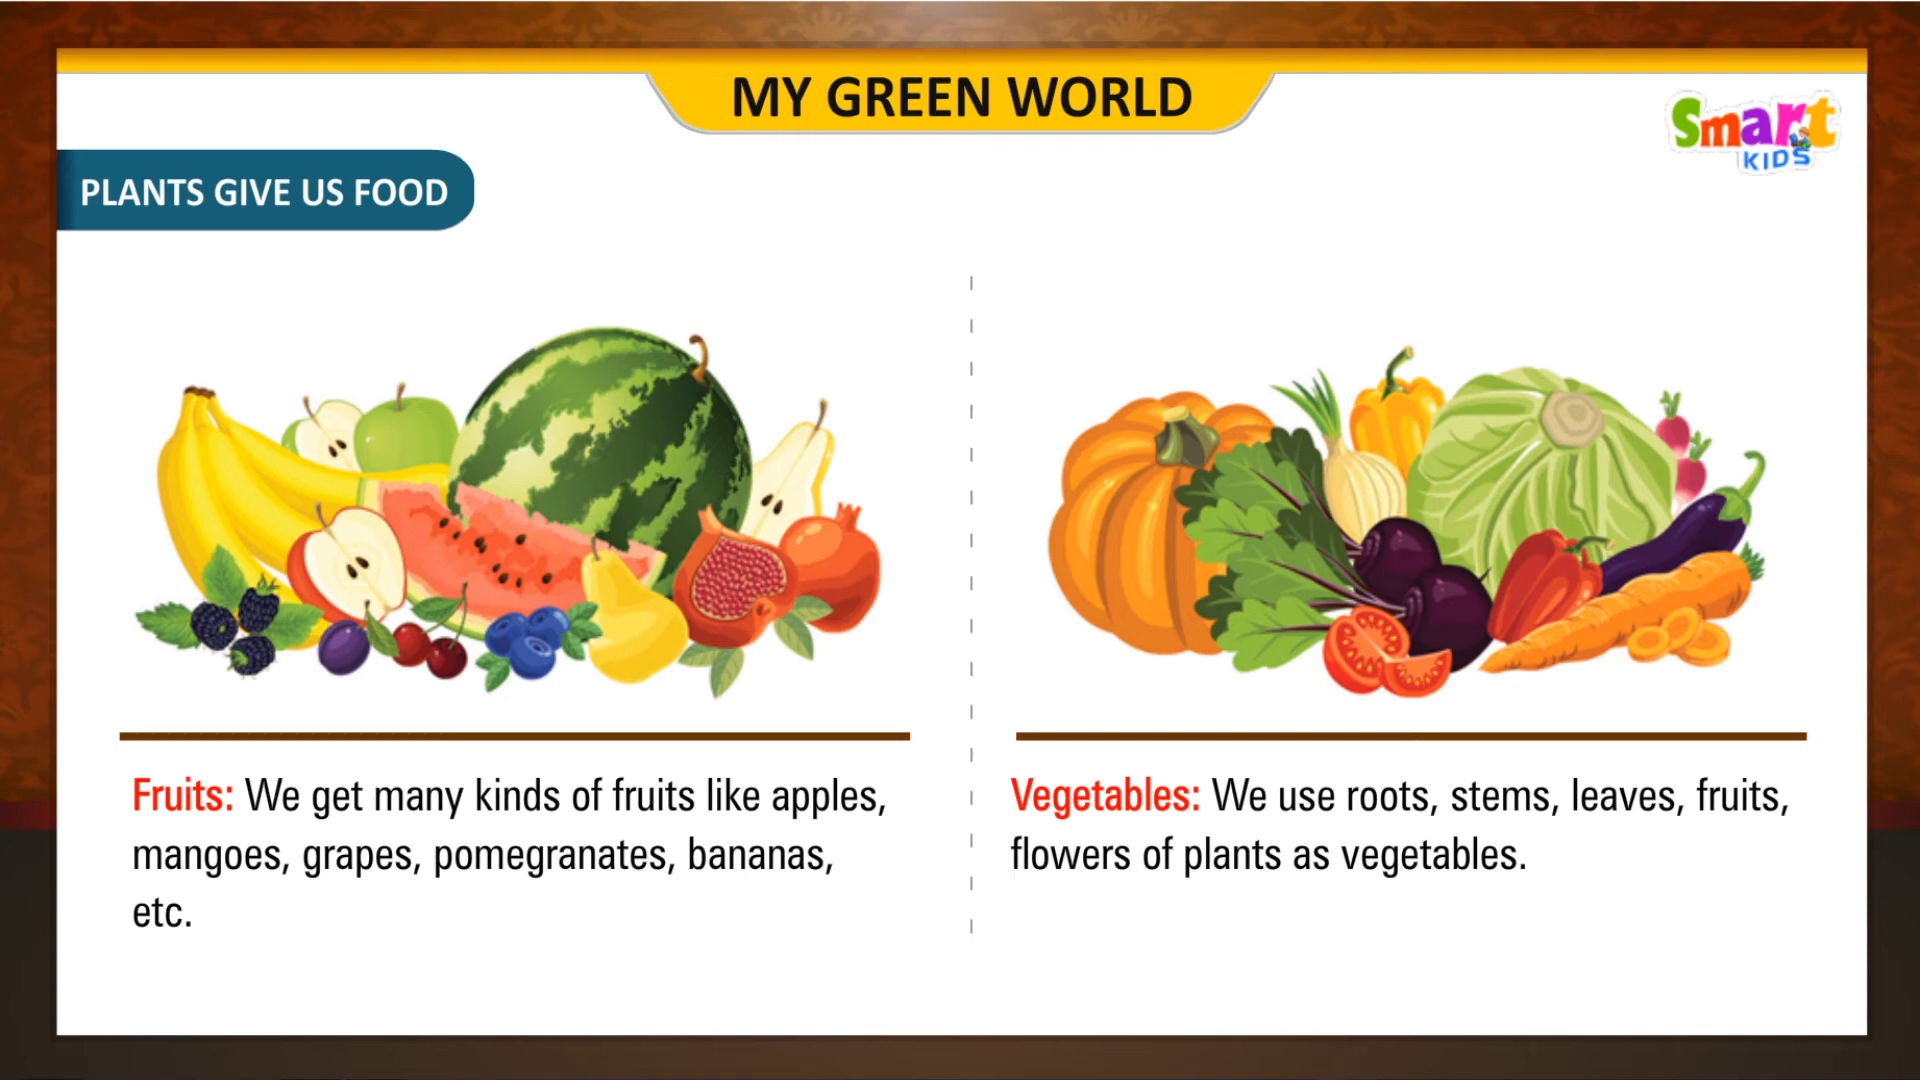 MY GREEN WORLD
Smart
KIDS
PLANTS GIVE US FOOD
Fruits: We get many kinds of fruits like apples,
mangoes, grapes, pomegranates, bananas,
etc.
Vegetables: We use roots, stems, leaves, fruits,
flowers of plants as vegetables.